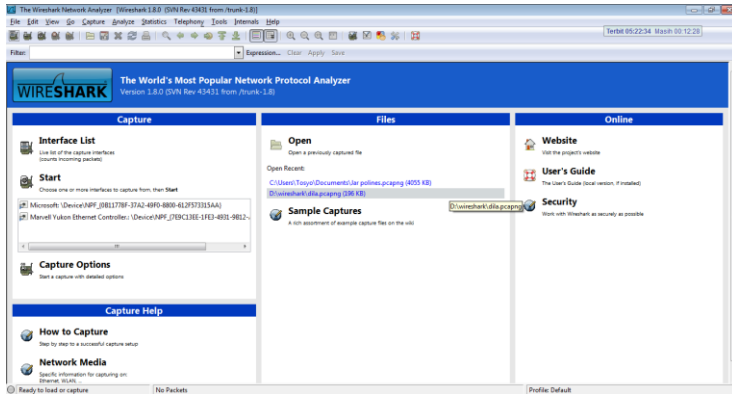 The Wireshark Network Analyzer [Wireshark 1.8.0 (SVN Rev 43431 from /trunk-1.8)]
File Edit View Go Capture Analyze Statistics Telephony Tools Internals Help
Terbit 05:22:34 Masih 00:12:28
Filter: Expression... Clear Apply Save
WIRESHARK
The World's Most Popular Network Protocol Analyzer
Version 1.8.0 (SVN Rev 43431 from /trunk-1.8)
Capture
Interface List
Live list of the capture interfaces
(counts incoming packets)
Start
Choose one or more interfaces to capture from, then Start
Microsoft: \Device\NPF_{0B11778F-37A2-49F0-8800-612F573315AA}
Marvell Yukon Ethernet Controller.: \Device\NPF_{7E9C13EE-1FE3-4931-9B12-
Capture Options
Start a capture with detailed options
Capture Help
How to Capture
Step by step to a successful capture setup
Network Media
Specific information for capturing on:
Ethernet, WLAN, ...
Files
Open
Open a previously captured file
Open Recent:
C:\Users\Tosyo\Documents\Jar polines.pcapng (4055 KB)
D:\wireshark\dila.pcapng (196 KB)
D:\wireshark\dila.pcapng
Sample Captures
A rich assortment of example capture files on the wiki
Online
Website
Visit the project's website
User's Guide
The User's Guide (local version, if installed)
Security
Work with Wireshark as securely as possible
Ready to load or capture No Packets Profile: Default